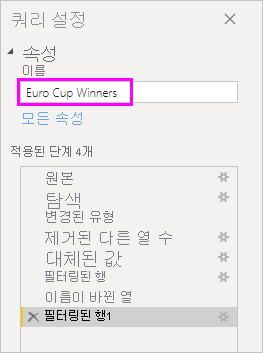 쿼리 설정
속성
이름
Euro Cup Winners
모든 속성
적용된 단계 4개
원본
탐색
변경된 유형
제거된 다른 열 수
대체된 값
필터링된 행
이름이 바뀐 열
필터링된 행1